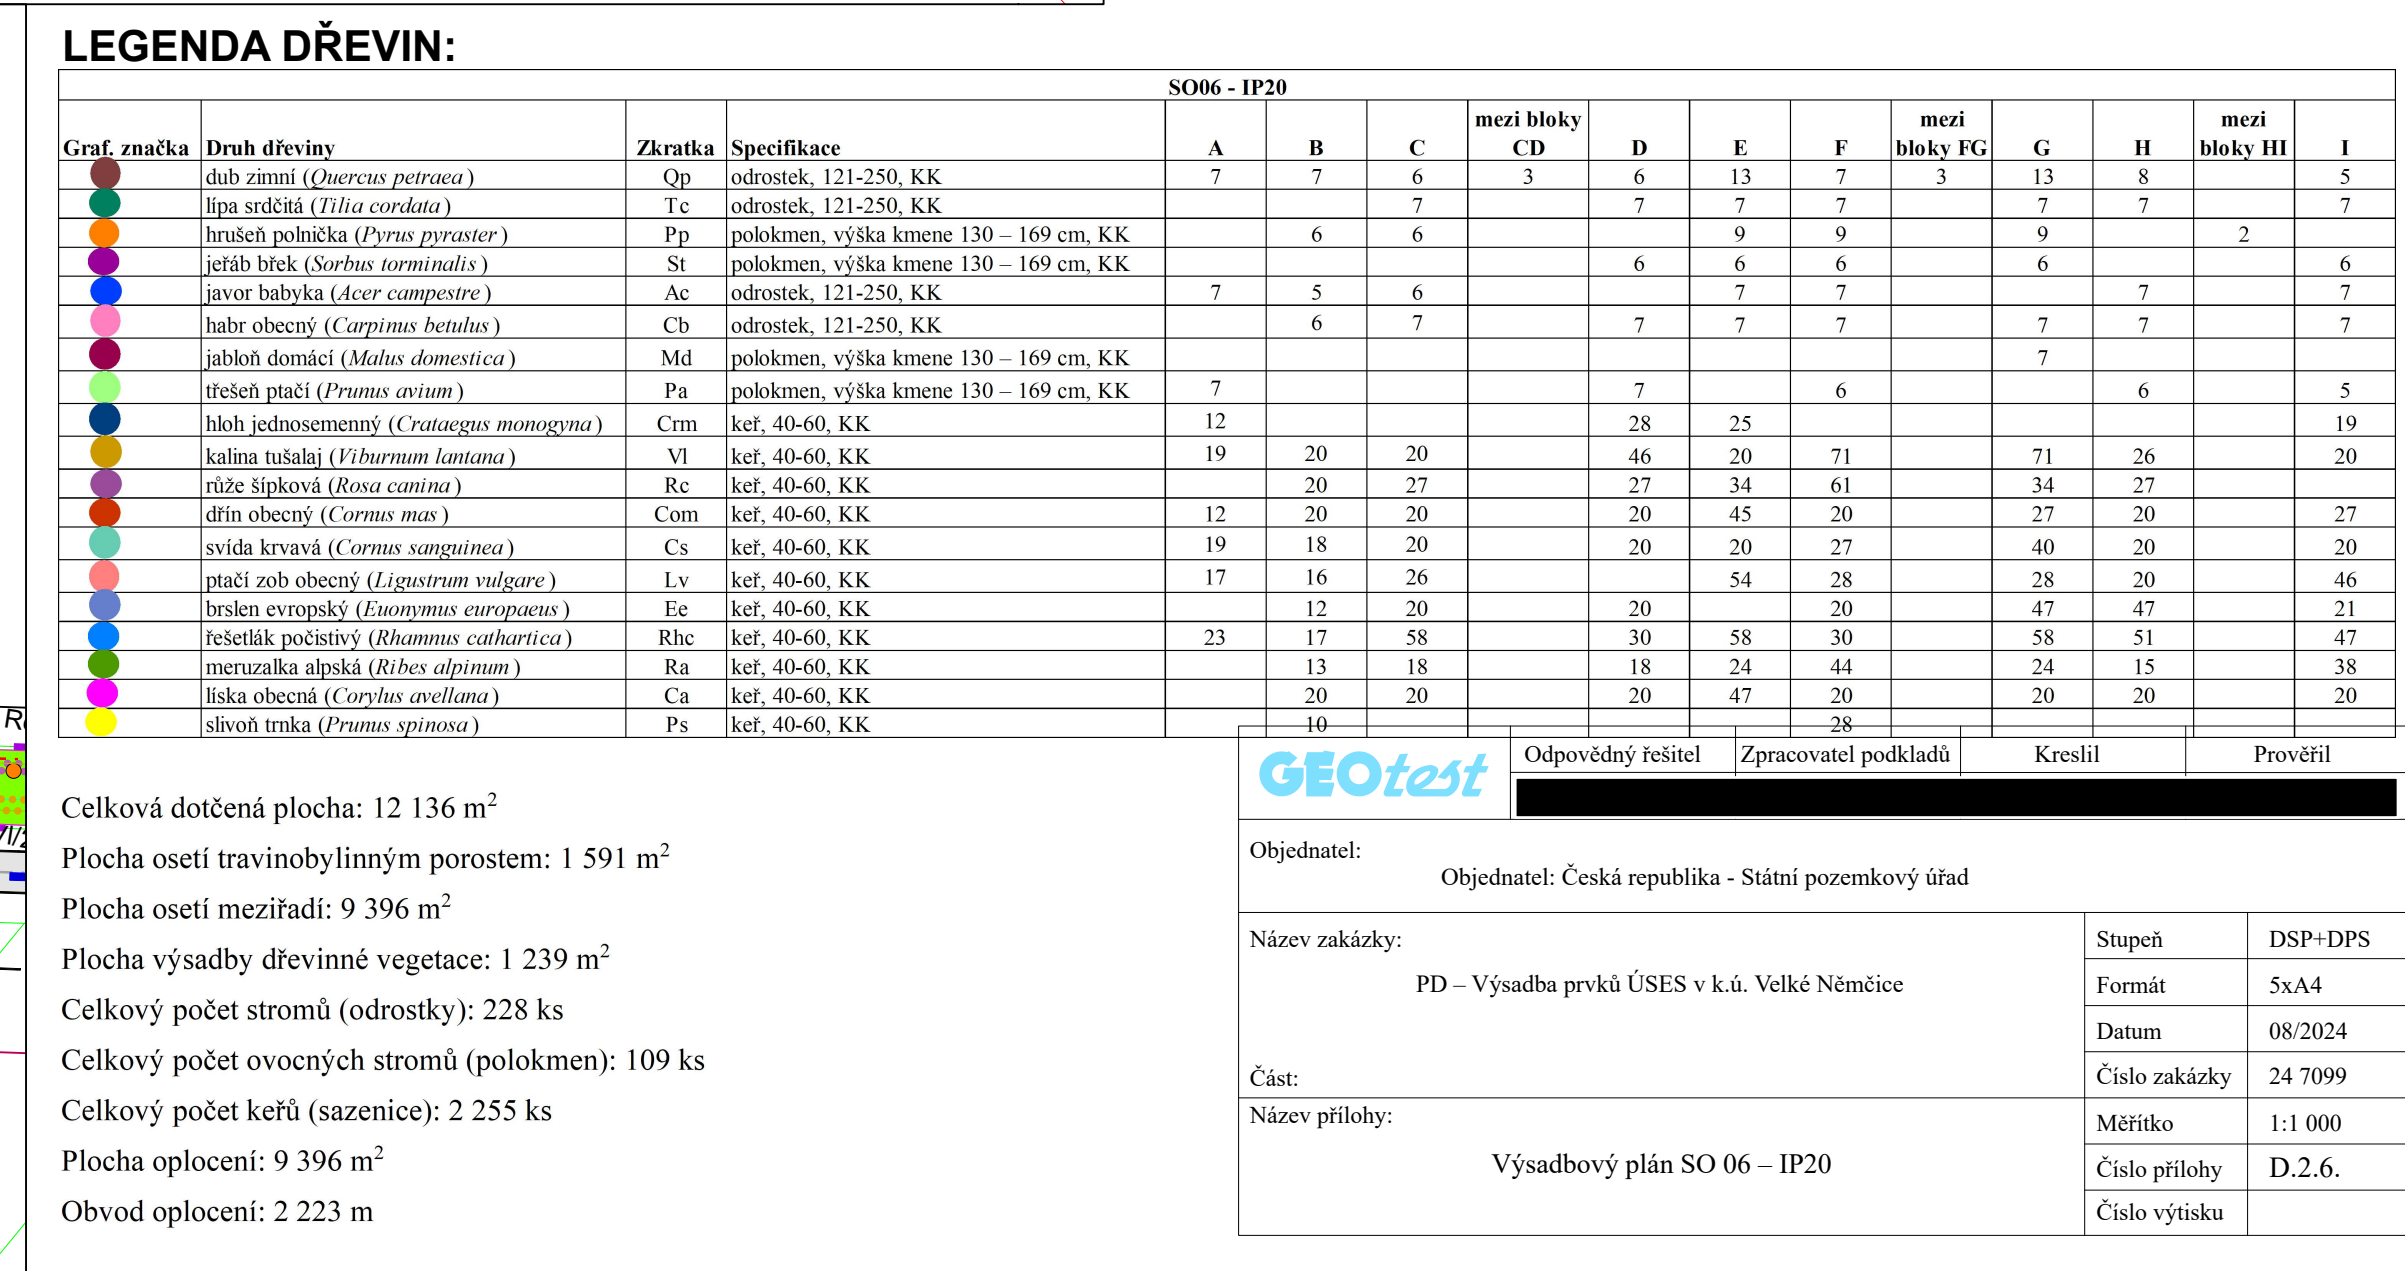 LEGENDA DŘEVIN:
SO06 - IP20
Graf. značka Druh dřeviny Zkratka Specifikace A B C mezi bloky CD D E F mezi bloky FG G H mezi bloky HI I
dub zimní (Quercus petraea) Qp odrostek, 121-250, KK 7 7 6 3 6 13 7 3 13 8 5
lípa srdčitá (Tilia cordata) Tc odrostek, 121-250, KK 7 7 7 7 7 7 7
hrušeň polnička (Pyrus pyraster) Pp polokmen, výška kmene 130 – 169 cm, KK 6 6 9 9 9 2
jeřáb břek (Sorbus torminalis) St polokmen, výška kmene 130 – 169 cm, KK 6 6 6 6 6
javor babyka (Acer campestre) Ac odrostek, 121-250, KK 7 5 6 7 7 7 7
habr obecný (Carpinus betulus) Cb odrostek, 121-250, KK 6 7 7 7 7 7 7 7
jabloň domácí (Malus domestica) Md polokmen, výška kmene 130 – 169 cm, KK 7
třešeň ptačí (Prunus avium) Pa polokmen, výška kmene 130 – 169 cm, KK 7 7 6 6 5
hloh jednosemenný (Crataegus monogyna) Crm keř, 40-60, KK 12 28 25 19
kalina tušalaj (Viburnum lantana) Vl keř, 40-60, KK 19 20 20 46 20 71 71 26 20
růže šípková (Rosa canina) Rc keř, 40-60, KK 20 27 27 34 61 34 27
dřín obecný (Cornus mas) Com keř, 40-60, KK 12 20 20 20 45 20 27 20 27
svída krvavá (Cornus sanguinea) Cs keř, 40-60, KK 19 18 20 20 20 27 40 20 20
ptačí zob obecný (Ligustrum vulgare) Lv keř, 40-60, KK 17 16 26 54 28 28 20 46
brslen evropský (Euonymus europaeus) Ee keř, 40-60, KK 12 20 20 20 47 47 21
řešetlák počistivý (Rhamnus cathartica) Rhc keř, 40-60, KK 23 17 58 30 58 30 58 51 47
meruzalka alpská (Ribes alpinum) Ra keř, 40-60, KK 13 18 18 24 44 24 15 38
líska obecná (Corylus avellana) Ca keř, 40-60, KK 20 20 20 47 20 20 20 20
slivoň trnka (Prunus spinosa) Ps keř, 40-60, KK 10 28
Celková dotčená plocha: 12 136 m²
Plocha osetí travinobylinným porostem: 1 591 m²
Plocha osetí meziřadí: 9 396 m²
Plocha výsadby dřevinné vegetace: 1 239 m²
Celkový počet stromů (odrostky): 228 ks
Celkový počet ovocných stromů (polokmen): 109 ks
Celkový počet keřů (sazenice): 2 255 ks
Plocha oplocení: 9 396 m²
Obvod oplocení: 2 223 m
GEOtest
Odpovědný řešitel Zpracovatel podkladů Kreslil Prověřil
Objednatel:
Objednatel: Česká republika - Státní pozemkový úřad
Název zakázky:
PD – Výsadba prvků ÚSES v k.ú. Velké Němčice
Část:
Název přílohy:
Výsadbový plán SO 06 – IP20
Stupeň DSP+DPS
Formát 5xA4
Datum 08/2024
Číslo zakázky 24 7099
Měřítko 1:1 000
Číslo přílohy D.2.6.
Číslo výtisku